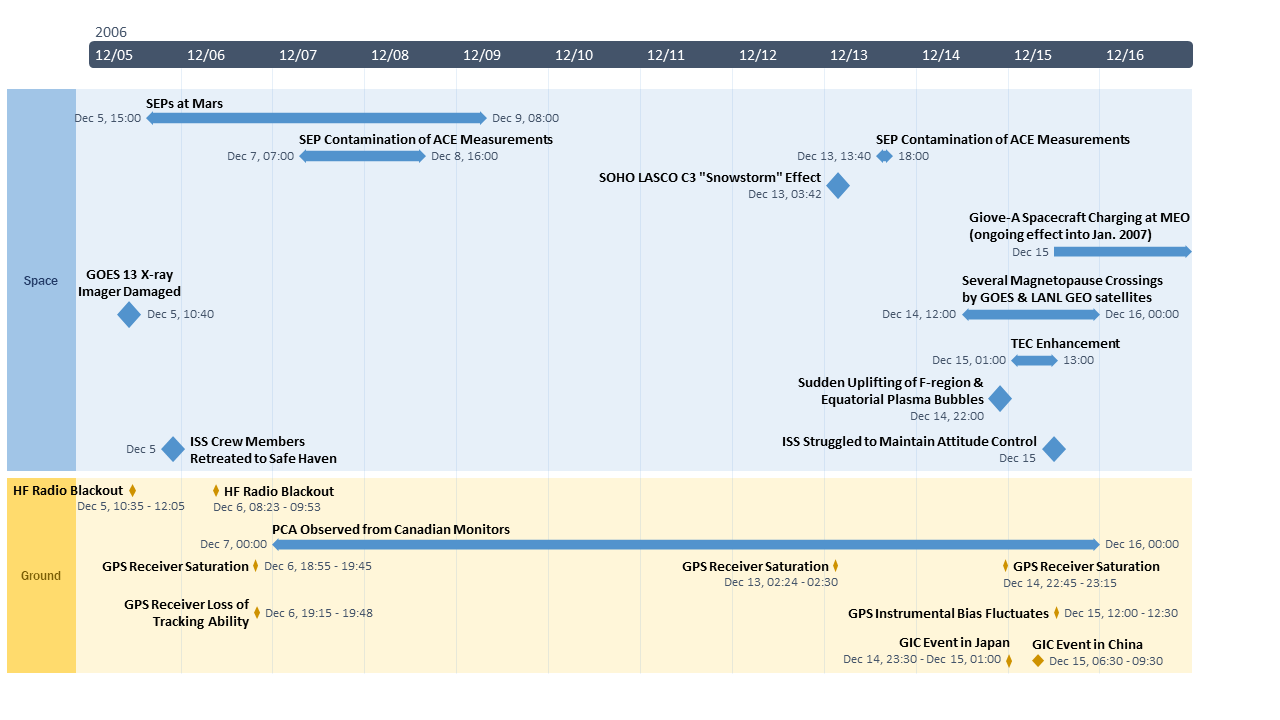 2006
12/05 12/06 12/07 12/08 12/09 12/10 12/11 12/12 12/13 12/14 12/15 12/16
Space
SEPs at Mars
Dec 5, 15:00 Dec 9, 08:00
SEP Contamination of ACE Measurements
Dec 7, 07:00 Dec 8, 16:00
SEP Contamination of ACE Measurements
Dec 13, 13:40 18:00
SOHO LASCO C3 "Snowstorm" Effect
Dec 13, 03:42
Giove-A Spacecraft Charging at MEO
(ongoing effect into Jan. 2007)
Dec 15
GOES 13 X-ray
Imager Damaged
Dec 5, 10:40
Several Magnetopause Crossings
by GOES & LANL GEO satellites
Dec 14, 12:00 Dec 16, 00:00
TEC Enhancement
Dec 15, 01:00 13:00
Sudden Uplifting of F-region &
Equatorial Plasma Bubbles
Dec 14, 22:00
Dec 5
ISS Crew Members
Retreated to Safe Haven
ISS Struggled to Maintain Attitude Control
Dec 15
Ground
HF Radio Blackout
Dec 5, 10:35 - 12:05
HF Radio Blackout
Dec 6, 08:23 - 09:53
PCA Observed from Canadian Monitors
Dec 7, 00:00 Dec 16, 00:00
GPS Receiver Saturation Dec 6, 18:55 - 19:45
GPS Receiver Saturation
Dec 13, 02:24 - 02:30
GPS Receiver Saturation
Dec 14, 22:45 - 23:15
GPS Receiver Loss of
Tracking Ability
Dec 6, 19:15 - 19:48
GPS Instrumental Bias Fluctuates Dec 15, 12:00 - 12:30
GIC Event in Japan
Dec 14, 23:30 - Dec 15, 01:00
GIC Event in China
Dec 15, 06:30 - 09:30